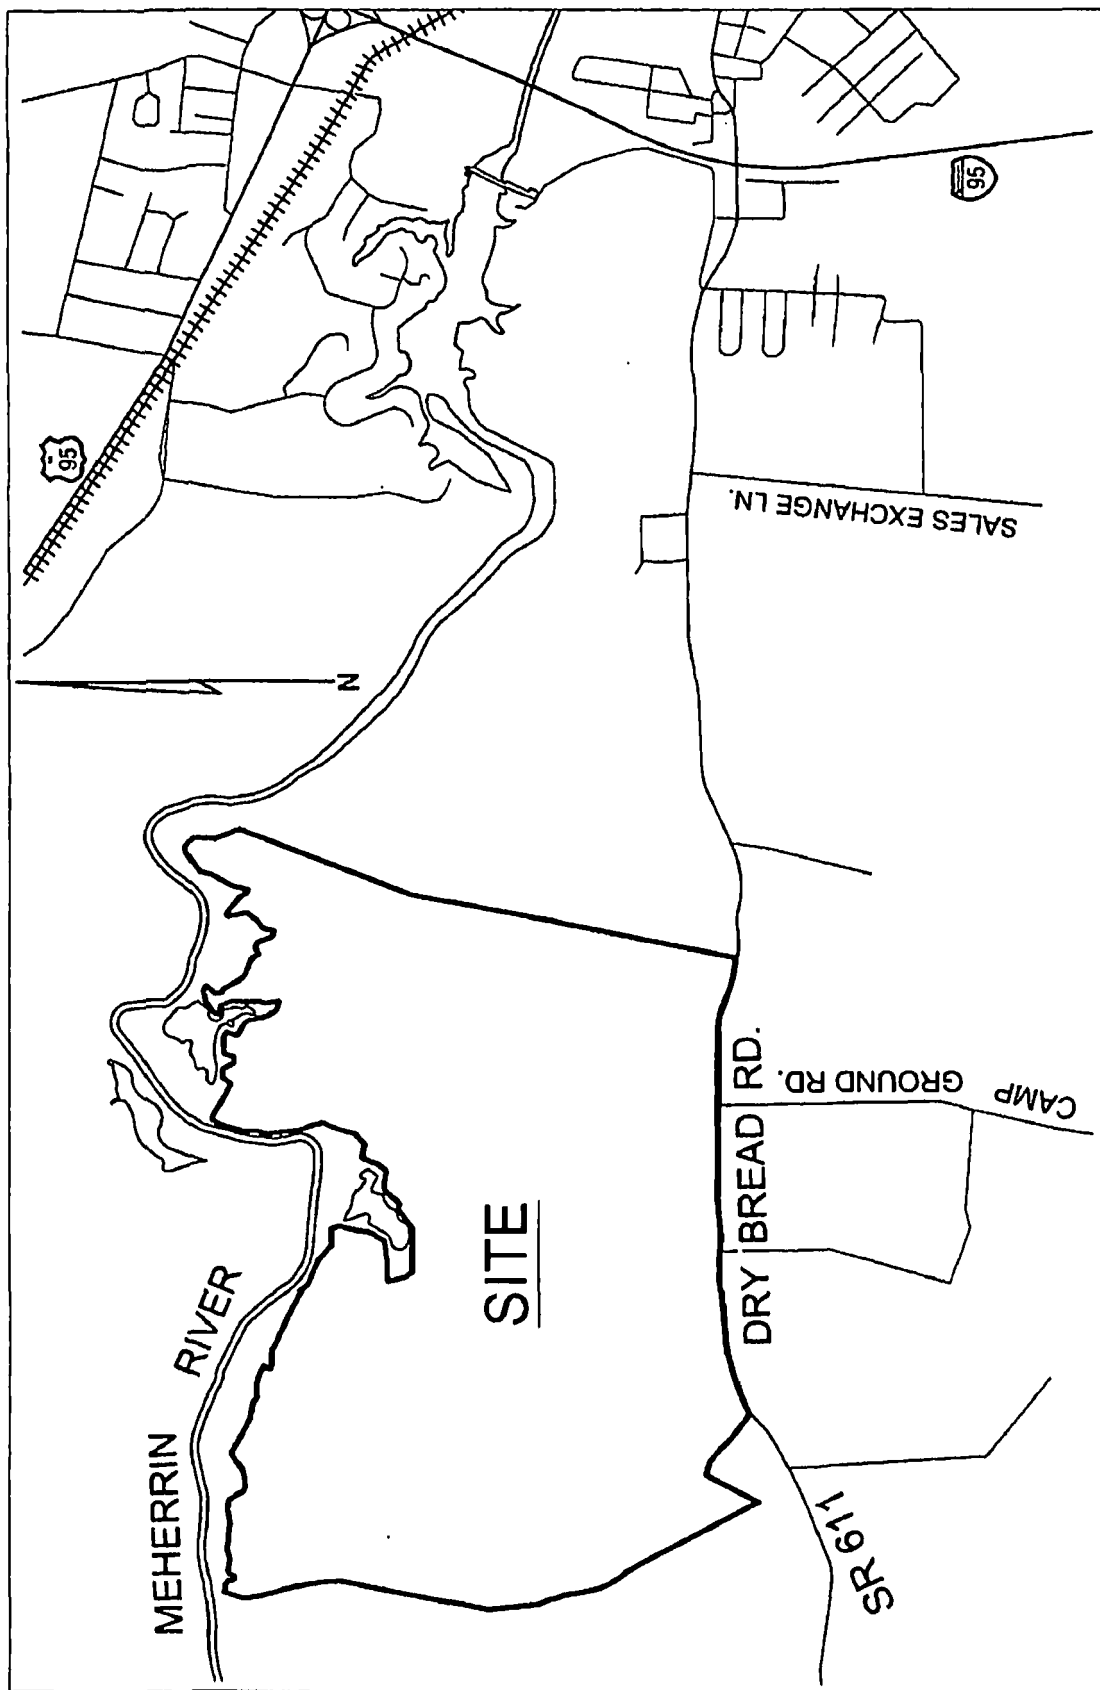 95
N
MEHERRIN RIVER
SITE
DRY BREAD RD.
SR 611
CAMP GROUND RD.
SALES EXCHANGE LN.
95